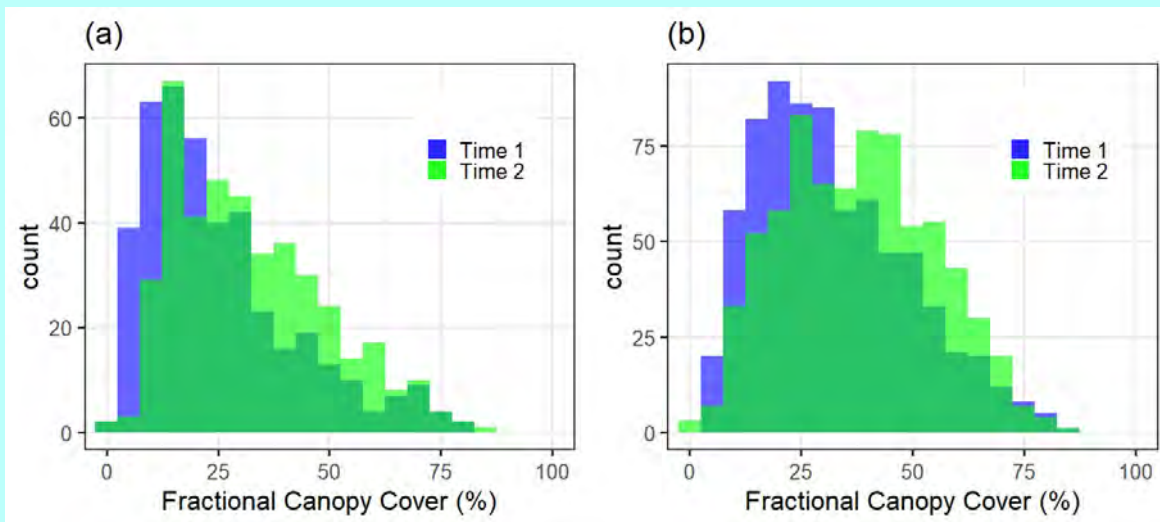 (a)
(b)
60
40
20
0
count
Time 1
Time 2
0 25 50 75 100
Fractional Canopy Cover (%)
75
50
25
0
count
Time 1
Time 2
0 25 50 75 100
Fractional Canopy Cover (%)